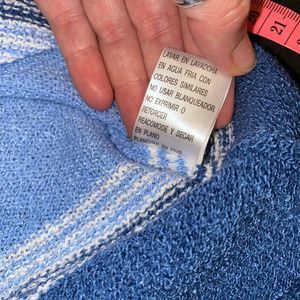 LAVAR EN LAVADORA
EN AGUA FRIA CON
COLORES SIMILARES
NO USAR BLANQUEADOR
NO EXPRIMIR O
RETORCER
REACOMODE Y SECAR
EN PLANO
21